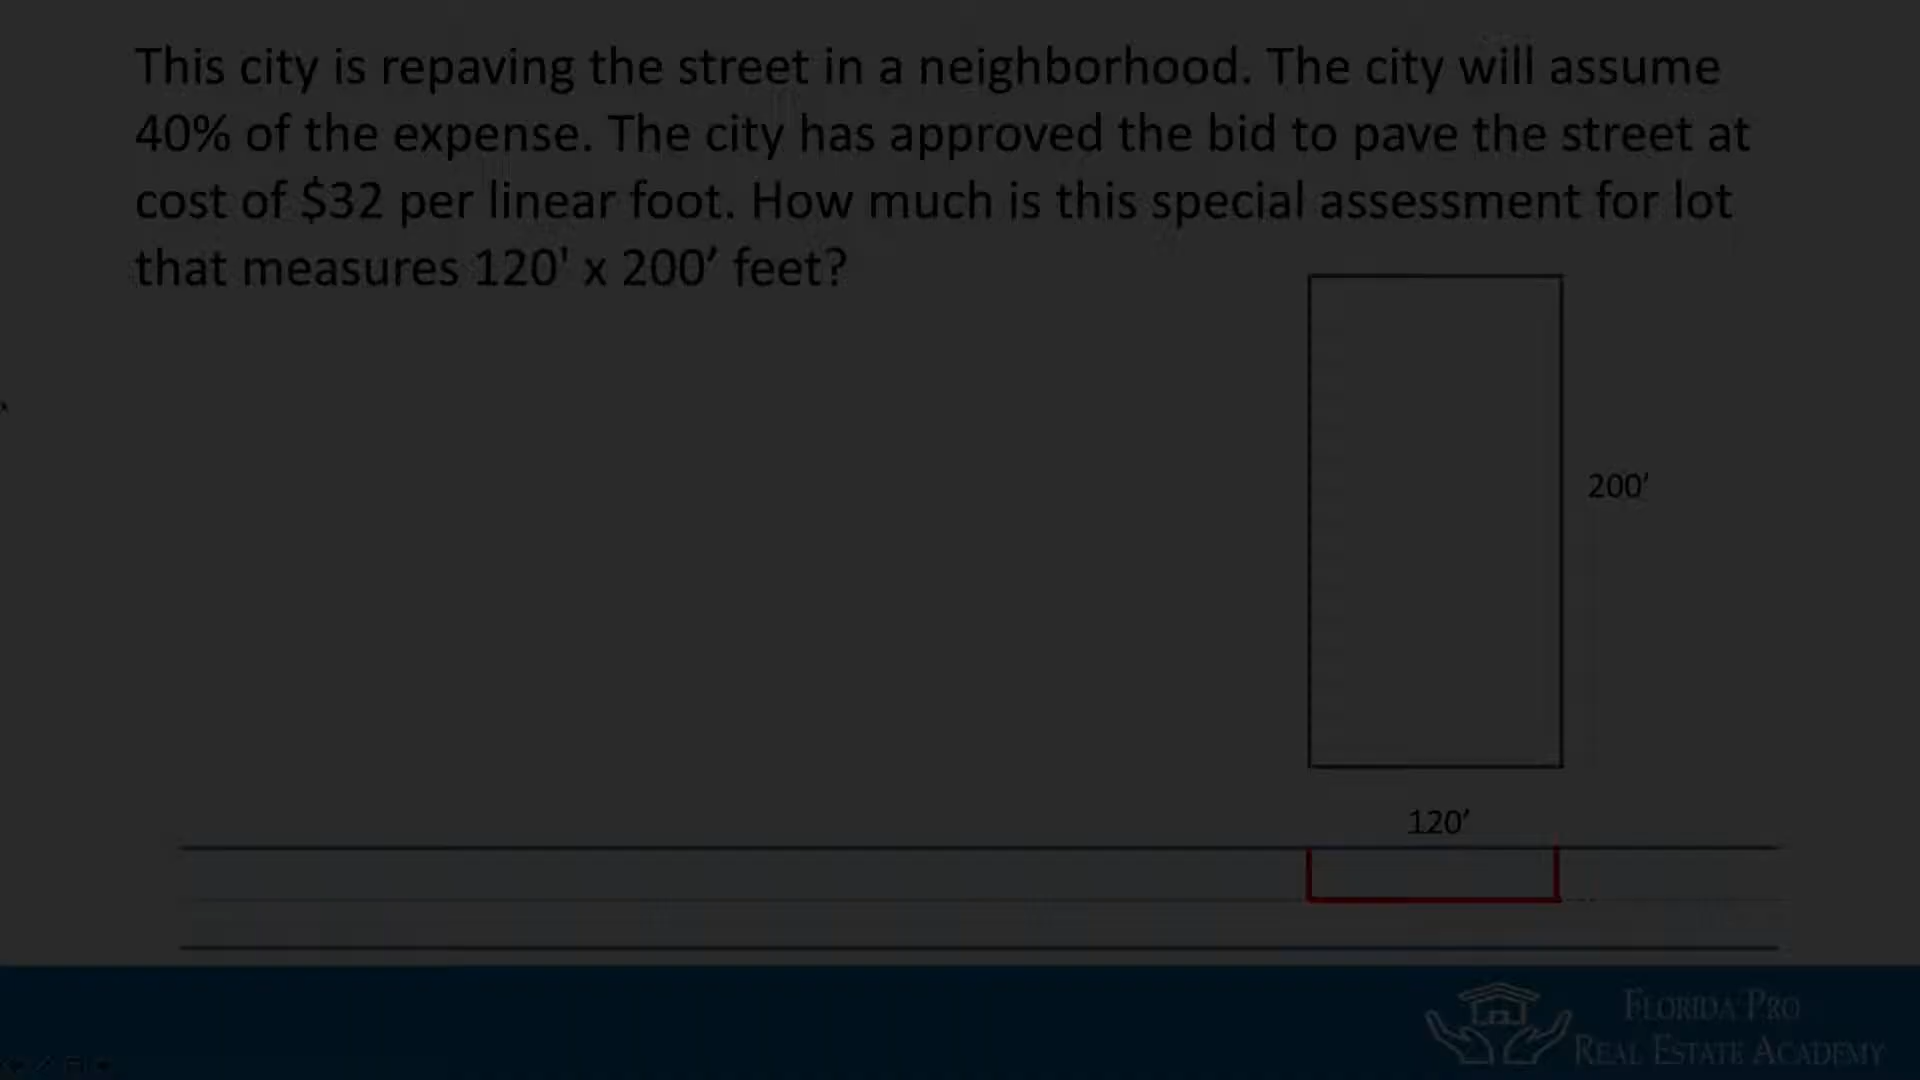 This city is repaving the street in a neighborhood. The city will assume
40% of the expense. The city has approved the bid to pave the street at
cost of $32 per linear foot. How much is this special assessment for lot
that measures 120' x 200’ feet?
200’
120’
FLORIDA PRO
REAL ESTATE ACADEMY